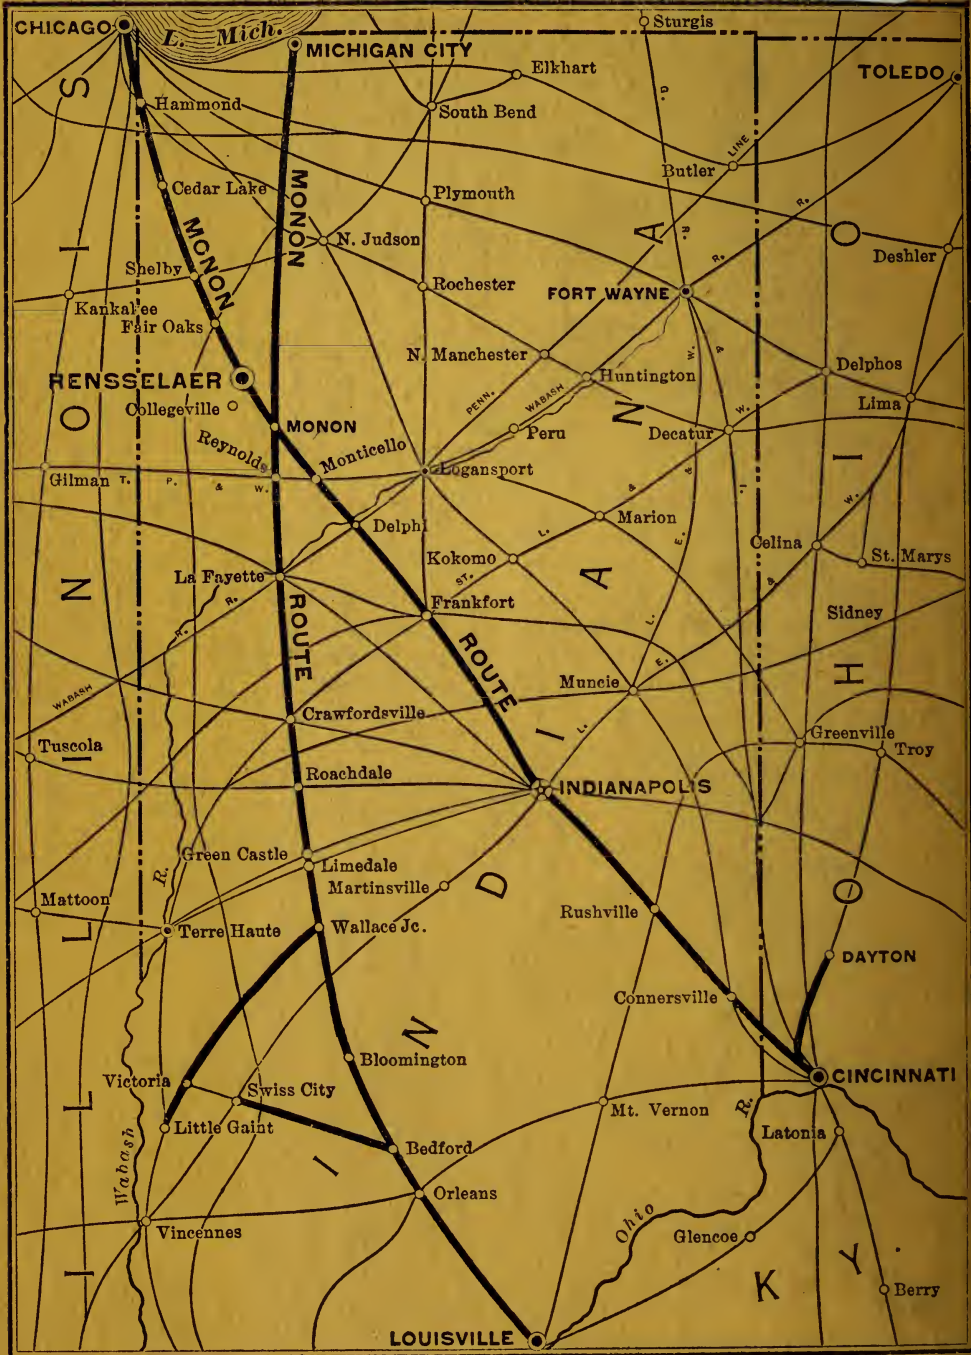 CHICAGO
L. Mich.
MICHIGAN CITY
Sturgis
Elkhart
TOLEDO
Hammond
South Bend
G.
R.
LINE
Butler
Cedar Lake
MONON
MONON
Plymouth
N. Judson
R.
R.
Deshler
Shelby
Rochester
FORT WAYNE
Kankakee
Fair Oaks
N. Manchester
W.
&
Delphos
RENSSELAER
Huntington
Lima
Collegeville
PENN.
WABASH
W.
MONON
Peru
Decatur
Reynolds
Monticello
Logansport
Gilman
T.
P.
&
W.
&
I.
&
W.
Delphi
Marion
Celina
St. Marys
L.
E.
Kokomo
ST.
&
La Fayette
R.
R.
Frankfort
Sidney
ROUTE
ROUTE
L.
E.
WABASH
Muncie
Crawfordsville
L.
Greenville
Tuscola
Troy
Roachdale
INDIANAPOLIS
Green Castle
Limedale
R.
Martinsville
Mattoon
Rushville
Terre Haute
Wallace Jc.
DAYTON
Connersville
Bloomington
Victoria
Swiss City
CINCINNATI
Mt. Vernon
R.
Little Gaint
Latonia
Bedford
Wabash
Orleans
Ohio
Vincennes
Glencoe
Berry
LOUISVILLE
ILLINOIS
INDIANA
OHIO
KY